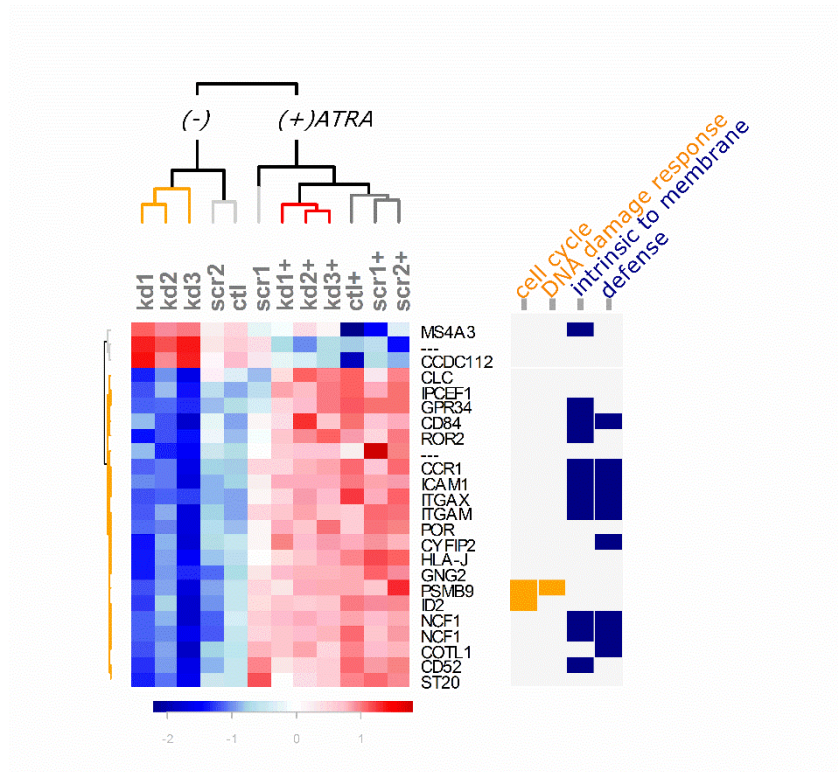 (-)
(+)ATRA
cell cycle
DNA damage response
intrinsic to membrane
defense
kd1
kd2
kd3
scr2
ctl
scr1
kd1+
kd2+
kd3+
ctl+
scr1+
scr2+
MS4A3
---
CCDC112
CLC
IPCEF1
GPR34
CD84
ROR2
---
CCR1
ICAM1
ITGAX
ITGAM
POR
CYFIP2
HLA-J
GNG2
PSMB9
ID2
NCF1
NCF1
COTL1
CD52
ST20
-2 -1 0 1